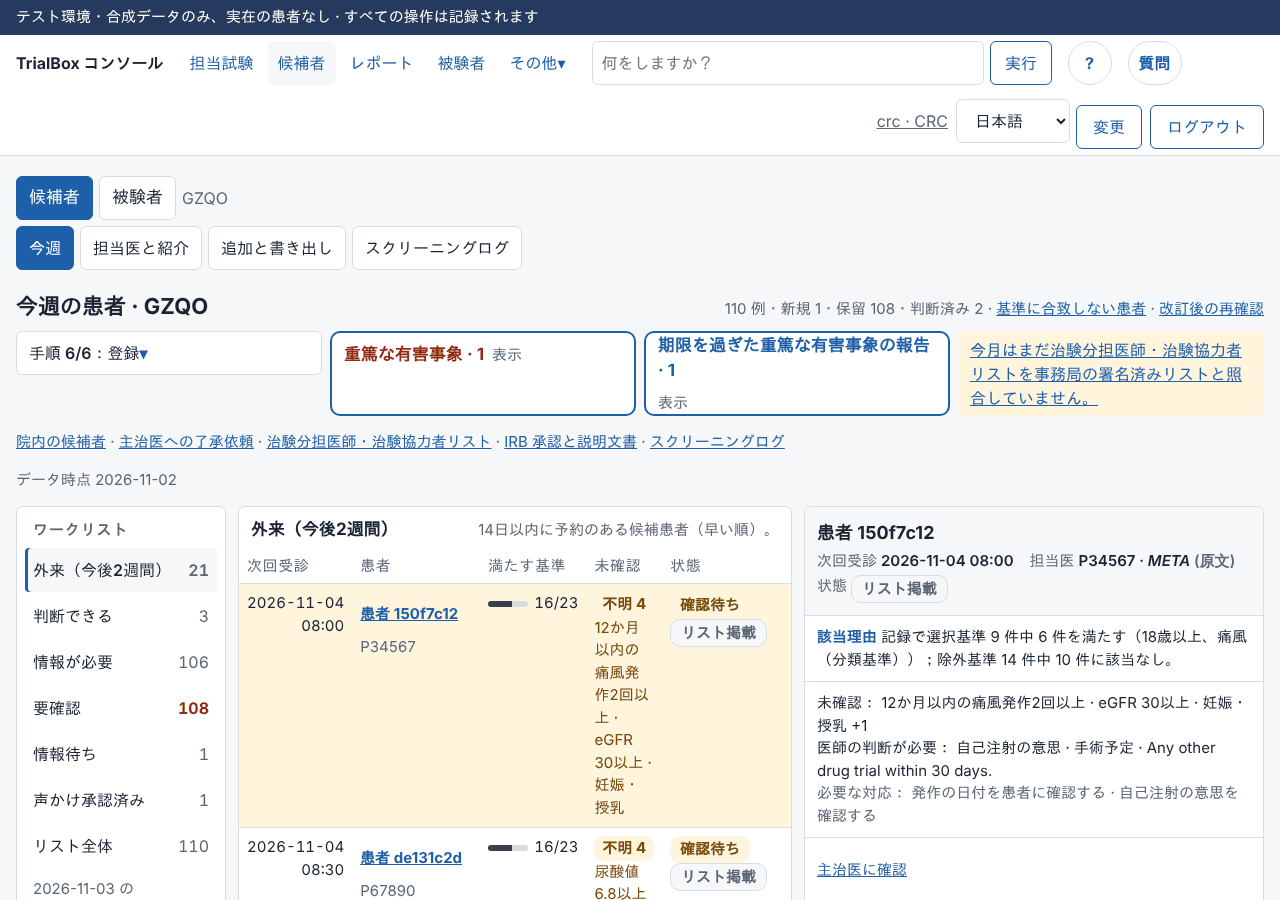 テスト環境・合成データのみ、実在の患者なし · すべての操作は記録されます
TrialBox コンソール 担当試験 候補者 レポート 被験者 その他▾ 何をしますか？ 実行 ? 質問
crc · CRC 日本語 変更 ログアウト
候補者 被験者 GZQO
今週 担当医と紹介 追加と書き出し スクリーニングログ
今週の患者 · GZQO
110 例・新規 1・保留 108・判断済み 2 · 基準に合致しない患者 · 改訂後の再確認
手順 6/6：登録▾
重篤な有害事象 · 1 表示
期限を過ぎた重篤な有害事象の報告
· 1
表示
今月はまだ治験分担医師・治験協力者
リストを事務局の署名済みリストと照
合していません。
院内の候補者 · 主治医への了承依頼 · 治験分担医師・治験協力者リスト · IRB 承認と説明文書 · スクリーニングログ
データ時点 2026-11-02
ワークリスト
外来（今後2週間） 21
判断できる 3
情報が必要 106
要確認 108
情報待ち 1
声かけ承認済み 1
リスト全体 110
2026-11-03 の
外来（今後2週間） 14日以内に予約のある候補者（早い順）。
次回受診 患者 満たす基準 未確認 状態
2026-11-04
08:00
患者 150f7c12
P34567
16/23
不明 4
12か月
以内の
痛風発
作2回以
上 ·
eGFR
30以上 ·
妊娠・
授乳
確認待ち
リスト掲載
2026-11-04
08:30
患者 de131c2d
P67890
16/23
不明 4
尿酸値
6.8以上
確認待ち
リスト掲載
患者 150f7c12
次回受診 2026-11-04 08:00 担当医 P34567 · META (原文)
状態 リスト掲載
該当理由 記録で選択基準 9 件中 6 件を満たす（18歳以上、痛風
（分類基準））；除外基準 14 件中 10 件に該当なし。
未確認： 12か月以内の痛風発作2回以上 · eGFR 30以上 · 妊娠・
授乳 +1
医師の判断が必要： 自己注射の意思 · 手術予定 · Any other
drug trial within 30 days.
必要な対応： 発作の日付を患者に確認する · 自己注射の意思を
確認する
主治医に確認